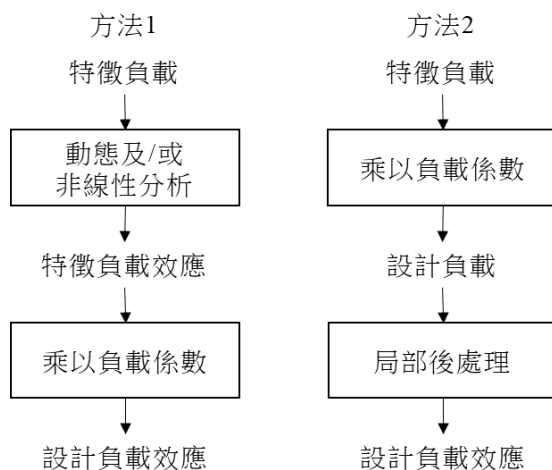 方法1
特徵負載
動態及/或
非線性分析
特徵負載效應
乘以負載係數
設計負載效應
方法2
特徵負載
乘以負載係數
設計負載
局部後處理
設計負載效應